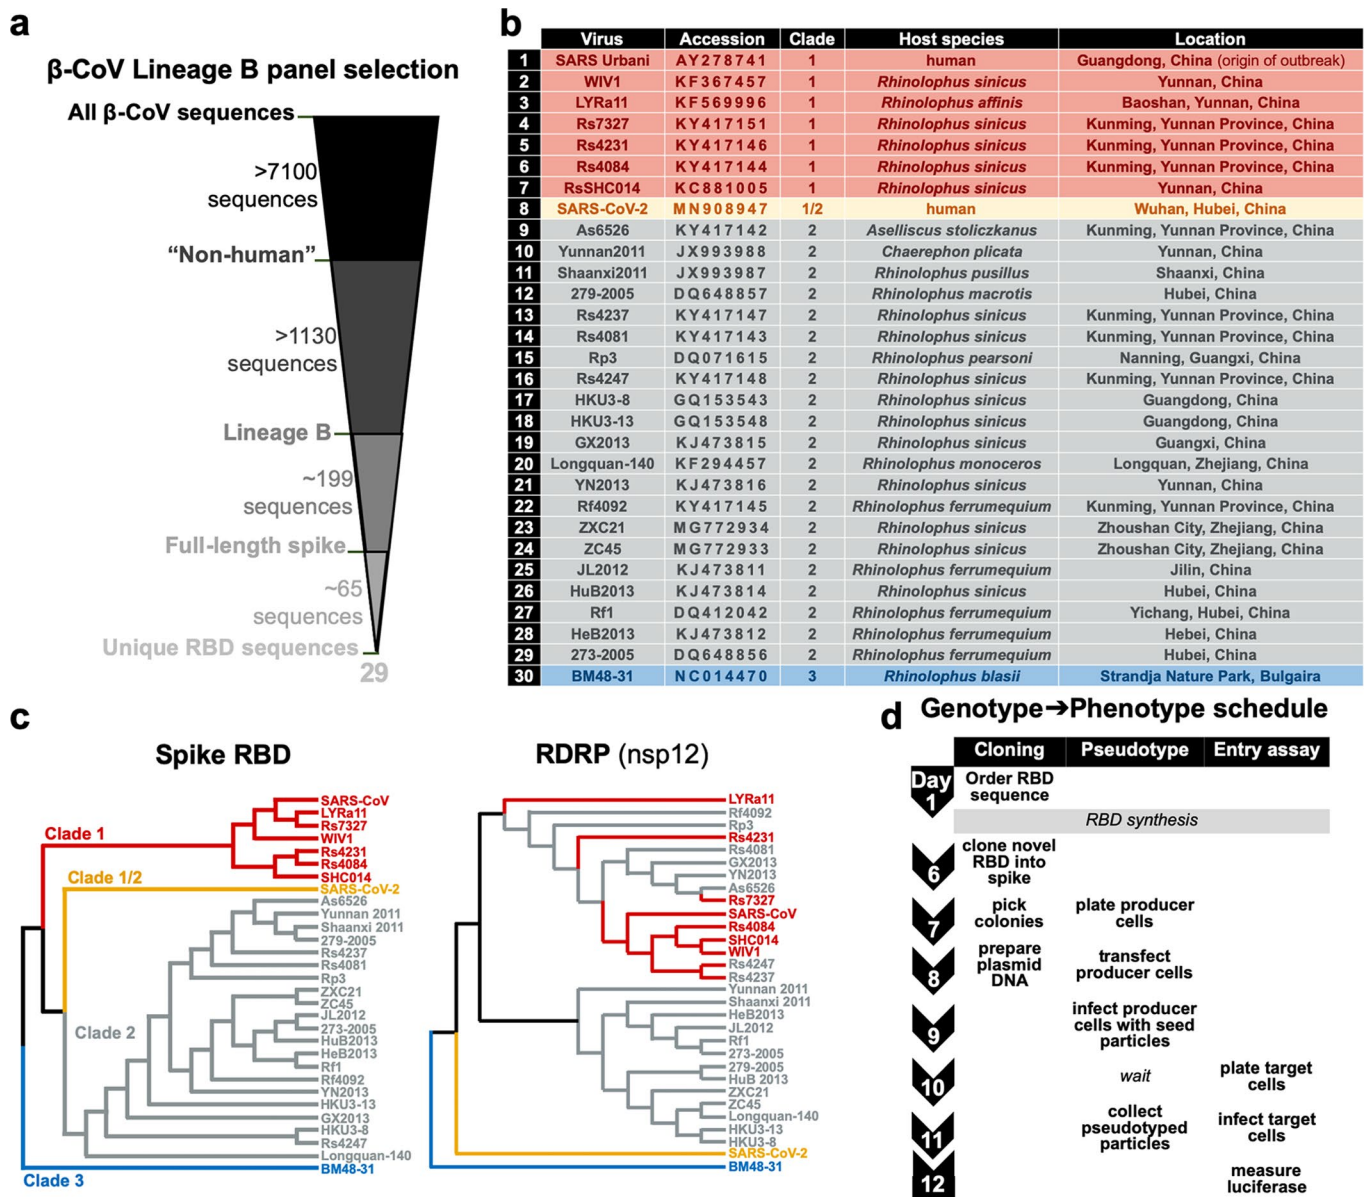 a
β-CoV Lineage B panel selection
All β-CoV sequences
>7100
sequences
“Non-human”
>1130
sequences
Lineage B
~199
sequences
Full-length spike
~65
sequences
Unique RBD sequences
29
b
Virus Accession Clade Host species Location
1 SARS Urbani AY278741 1 human Guangdong, China (origin of outbreak)
2 WIV1 KF367457 1 Rhinolophus sinicus Yunnan, China
3 LYRa11 KF569996 1 Rhinolophus affinis Baoshan, Yunnan, China
4 Rs7327 KY417151 1 Rhinolophus sinicus Kunming, Yunnan Province, China
5 Rs4231 KY417146 1 Rhinolophus sinicus Kunming, Yunnan Province, China
6 Rs4084 KY417144 1 Rhinolophus sinicus Kunming, Yunnan Province, China
7 RsSHC014 KC881005 1 Rhinolophus sinicus Yunnan, China
8 SARS-CoV-2 MN908947 1/2 human Wuhan, Hubei, China
9 As6526 KY417142 2 Aselliscus stoliczkanus Kunming, Yunnan Province, China
10 Yunnan2011 JX993988 2 Chaerephon plicata Yunnan, China
11 Shaanxi2011 JX993987 2 Rhinolophus pusillus Shaanxi, China
12 279-2005 DQ648857 2 Rhinolophus macrotis Hubei, China
13 Rs4237 KY417147 2 Rhinolophus sinicus Kunming, Yunnan Province, China
14 Rs4081 KY417143 2 Rhinolophus sinicus Kunming, Yunnan Province, China
15 Rp3 DQ071615 2 Rhinolophus pearsoni Nanning, Guangxi, China
16 Rs4247 KY417148 2 Rhinolophus sinicus Kunming, Yunnan Province, China
17 HKU3-8 GQ153543 2 Rhinolophus sinicus Guangdong, China
18 HKU3-13 GQ153548 2 Rhinolophus sinicus Guangdong, China
19 GX2013 KJ473815 2 Rhinolophus sinicus Guangxi, China
20 Longquan-140 KF294457 2 Rhinolophus monoceros Longquan, Zhejiang, China
21 YN2013 KJ473816 2 Rhinolophus sinicus Yunnan, China
22 Rf4092 KY417145 2 Rhinolophus ferrumequium Kunming, Yunnan Province, China
23 ZXC21 MG772934 2 Rhinolophus sinicus Zhoushan City, Zhejiang, China
24 ZC45 MG772933 2 Rhinolophus sinicus Zhoushan City, Zhejiang, China
25 JL2012 KJ473811 2 Rhinolophus ferrumequium Jilin, China
26 HuB2013 KJ473814 2 Rhinolophus sinicus Hubei, China
27 Rf1 DQ412042 2 Rhinolophus ferrumequium Yichang, Hubei, China
28 HeB2013 KJ473812 2 Rhinolophus ferrumequium Hebei, China
29 273-2005 DQ648856 2 Rhinolophus ferrumequium Hubei, China
30 BM48-31 NC014470 3 Rhinolophus blasii Strandja Nature Park, Bulgaira
c
Spike RBD
Clade 1
Clade 1/2
Clade 2
Clade 3
SARS-CoV
LYRa11
Rs7327
WIV1
Rs4231
Rs4084
SHC014
SARS-CoV-2
As6526
Yunnan 2011
Shaanxi 2011
279-2005
Rs4237
Rs4081
Rp3
ZXC21
ZC45
JL2012
273-2005
HuB2013
HeB2013
Rf1
Rf4092
YN2013
HKU3-13
GX2013
HKU3-8
Rs4247
Longquan-140
BM48-31
RDRP (nsp12)
LYRa11
Rf4092
Rp3
Rs4231
Rs4081
GX2013
YN2013
As6526
Rs7327
SARS-CoV
Rs4084
SHC014
WIV1
Rs4247
Rs4237
Yunnan 2011
Shaanxi 2011
HeB2013
JL2012
Rf1
273-2005
279-2005
HuB 2013
ZXC21
ZC45
Longquan-140
HKU3-13
HKU3-8
SARS-CoV-2
BM48-31
d
Genotype➔Phenotype schedule
Cloning Pseudotype Entry assay
Day
1
Order RBD
sequence
RBD synthesis
6
clone novel
RBD into
spike
7
pick
colonies
plate producer
cells
8
prepare
plasmid
DNA
transfect
producer cells
9
infect producer
cells with seed
particles
10
wait
plate target
cells
11
collect
pseudotyped
particles
infect target
cells
12
measure
luciferase